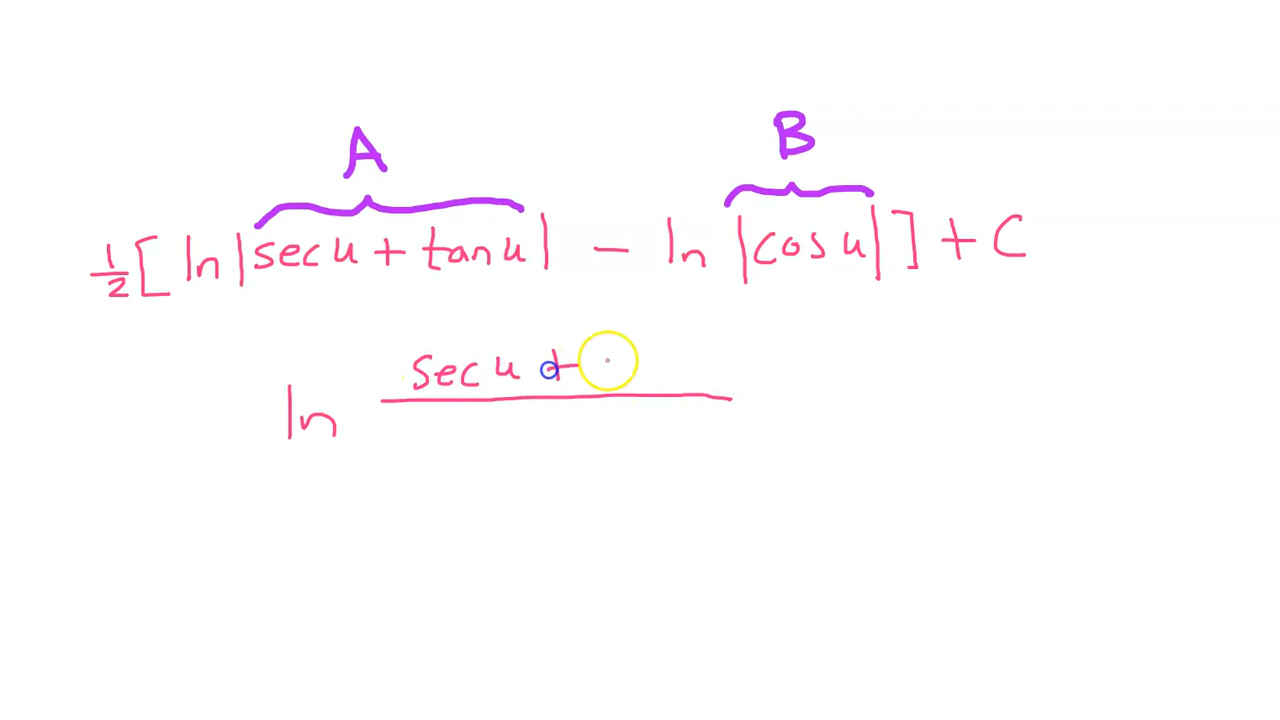 A B
1/2 [ ln |sec u + tan u| − ln |cos u| ] + C
sec u +
ln